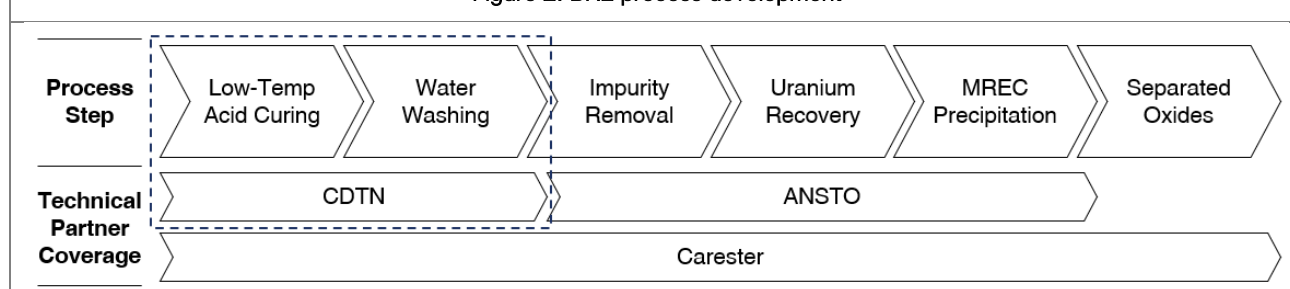 Figure 2: BRE process development
Process
Step
Low-Temp
Acid Curing
Water
Washing
Impurity
Removal
Uranium
Recovery
MREC
Precipitation
Separated
Oxides
Technical
Partner
Coverage
CDTN
ANSTO
Carester